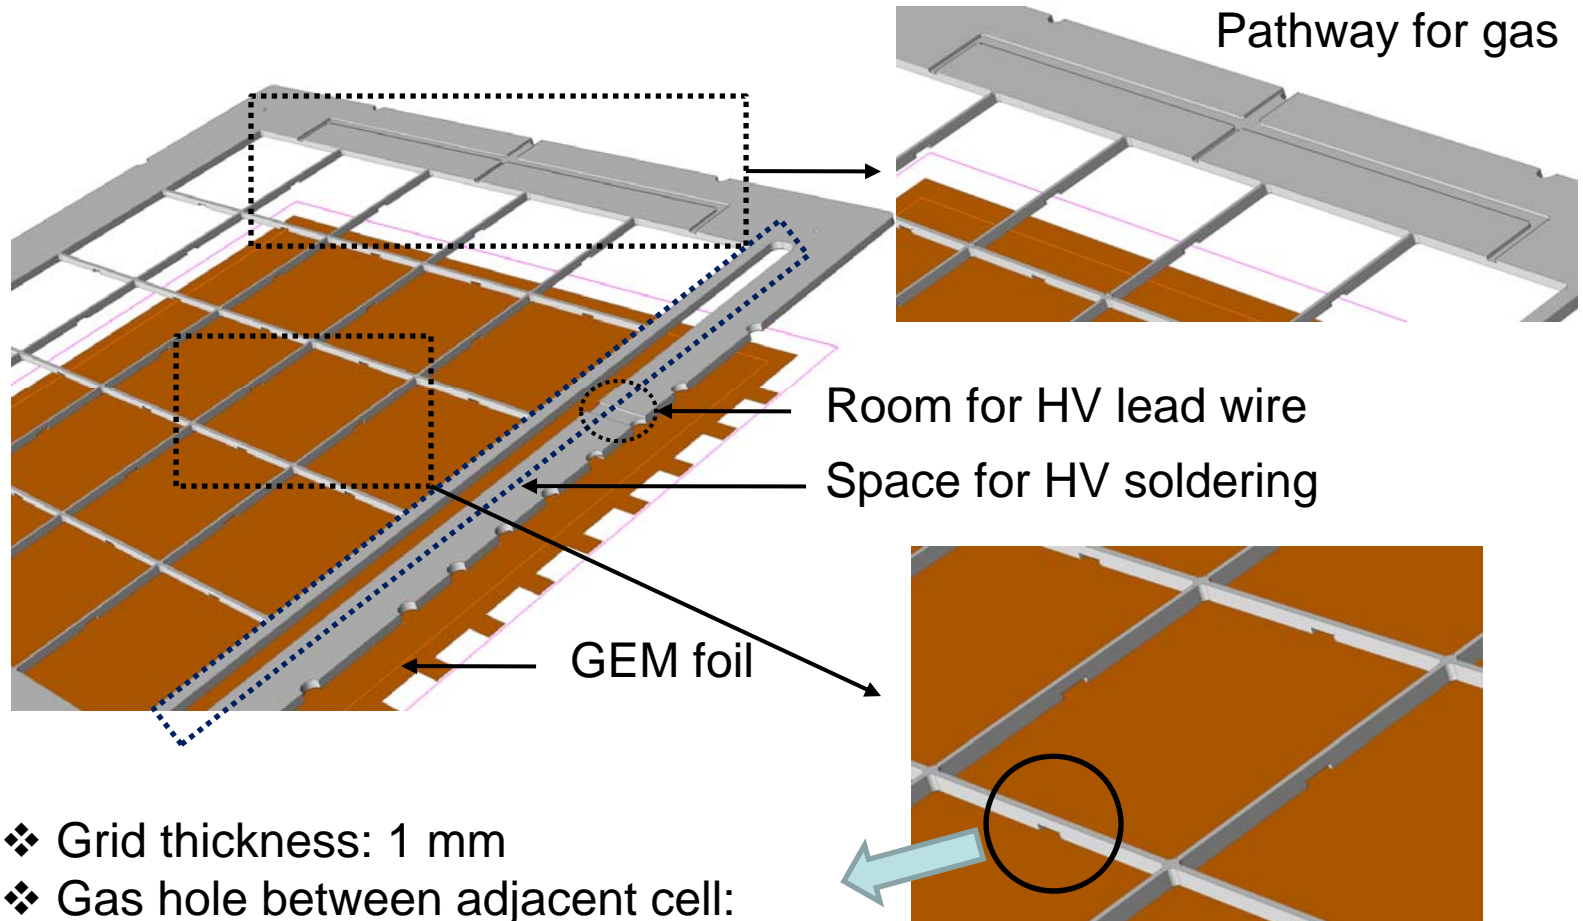 Pathway for gas
Room for HV lead wire
Space for HV soldering
GEM foil
❖ Grid thickness: 1 mm
❖ Gas hole between adjacent cell: